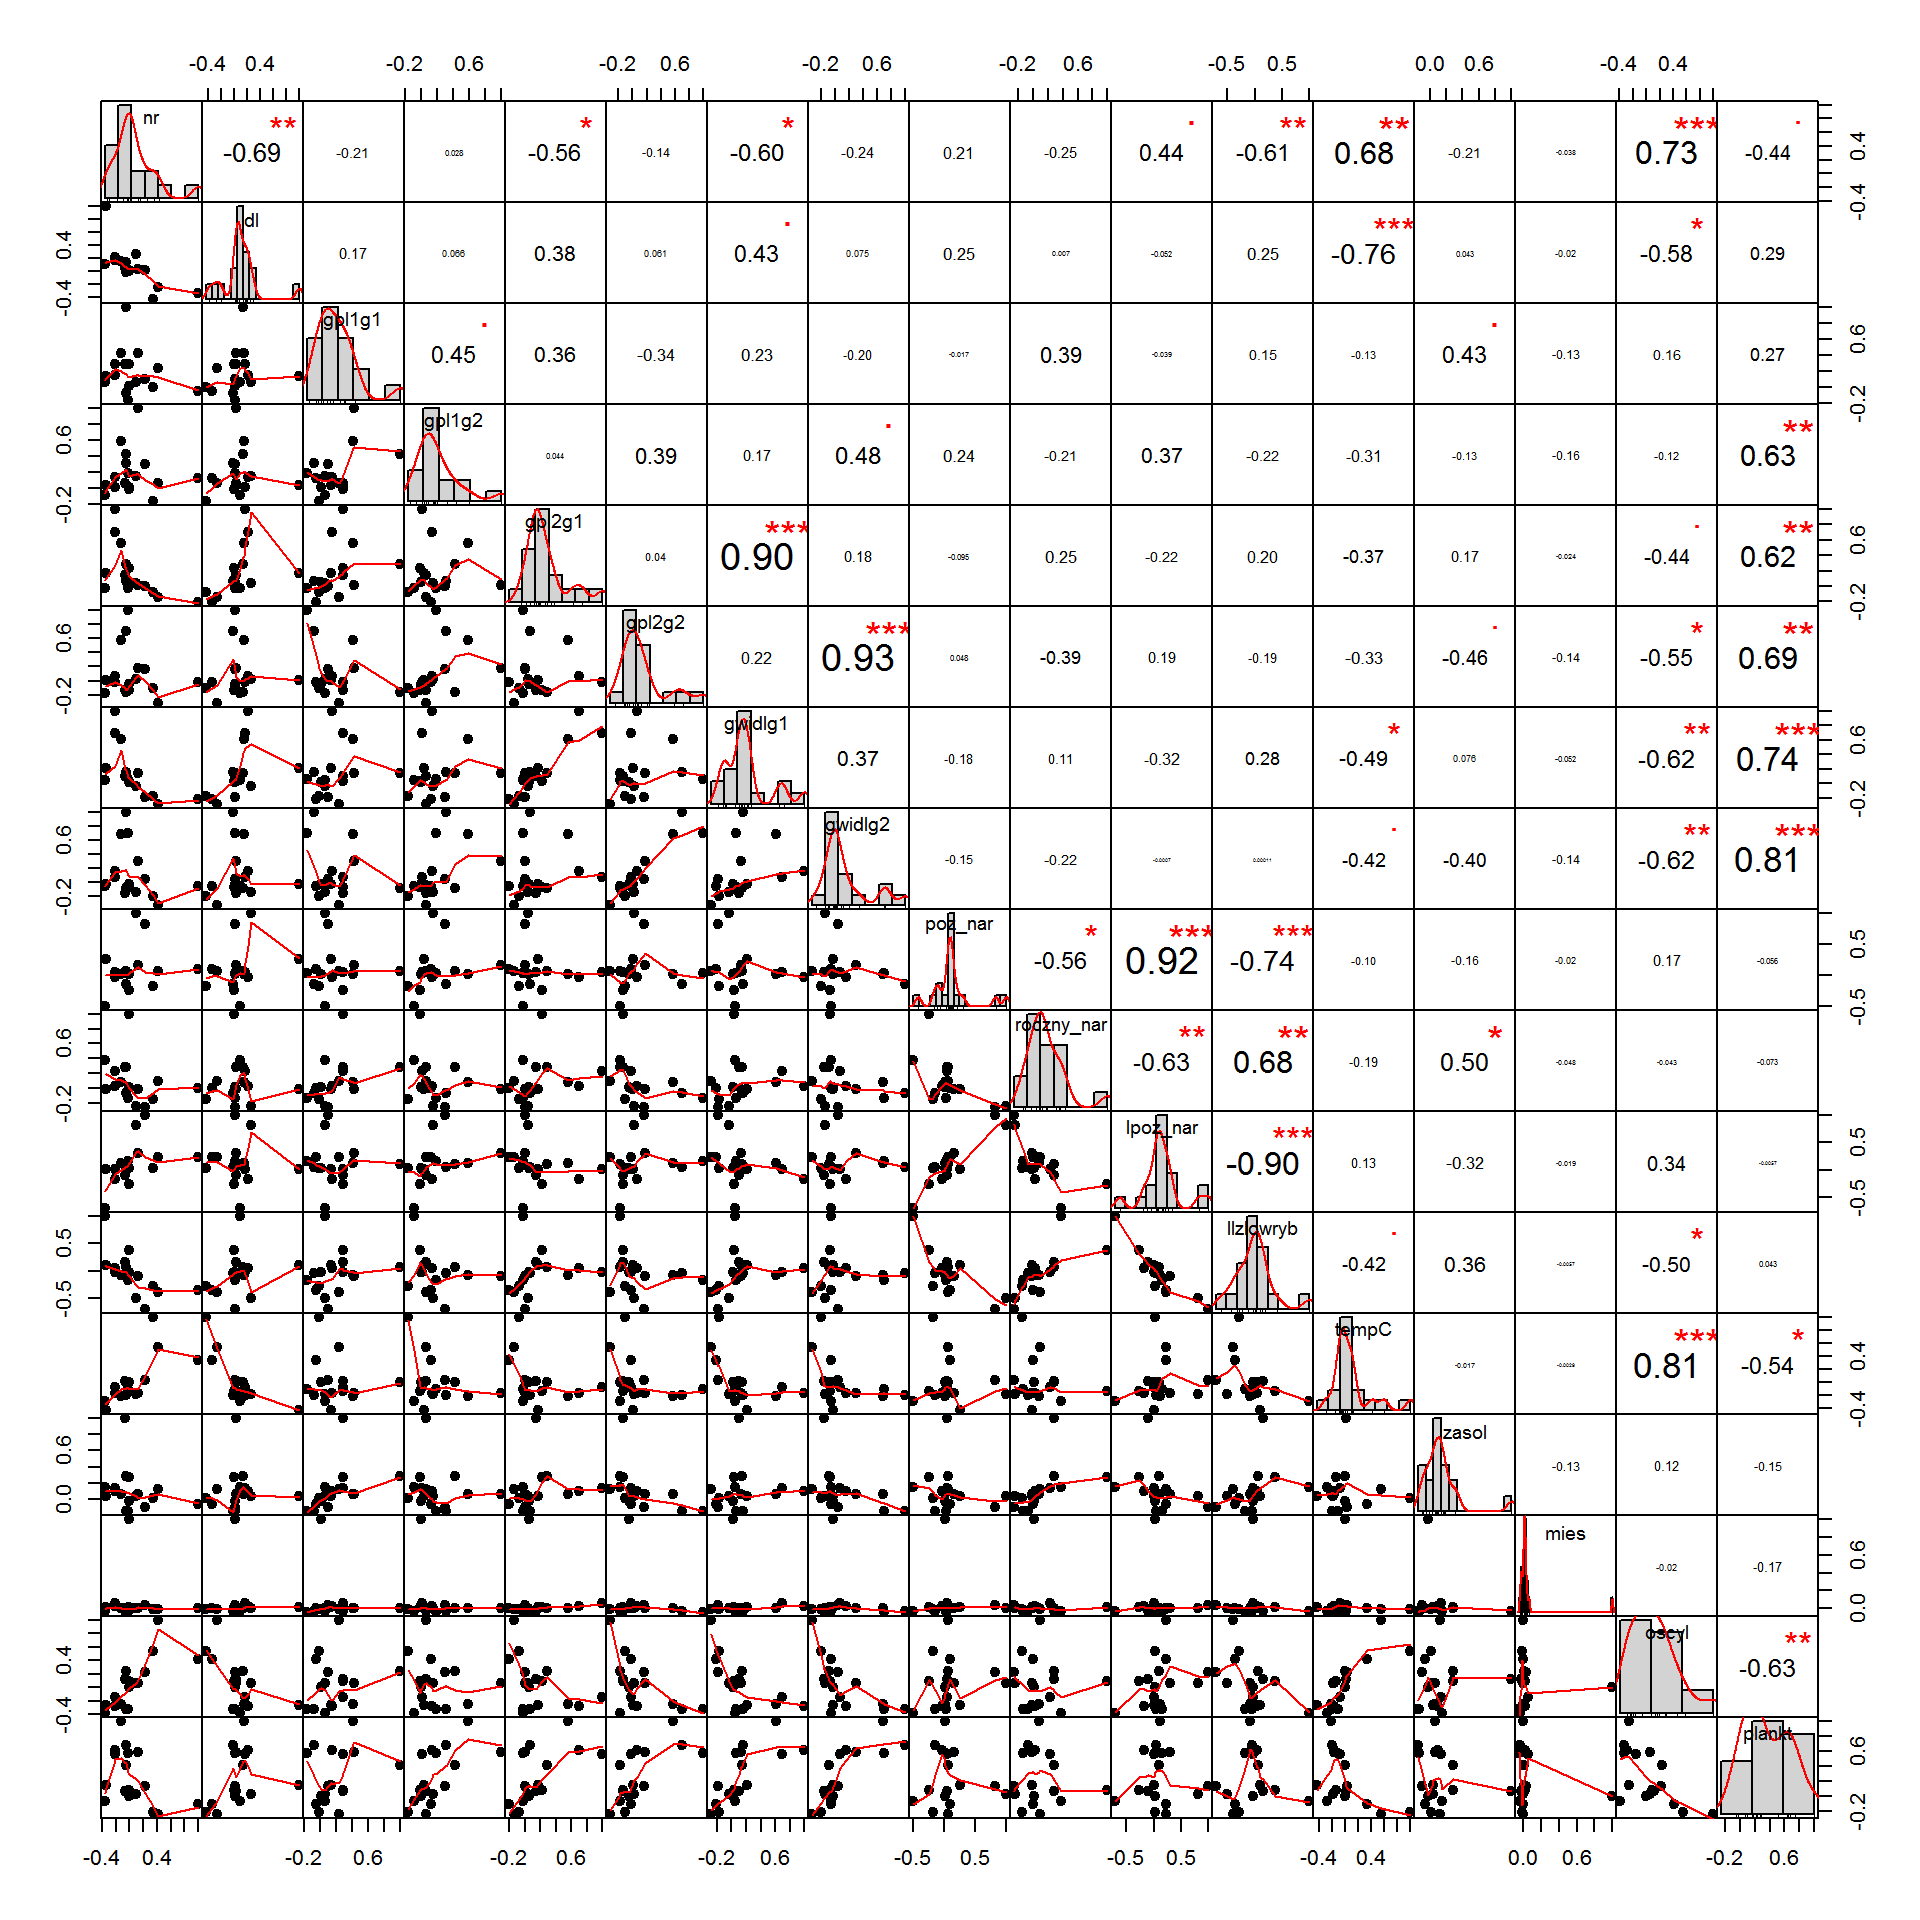 -0.4 0.4 -0.2 0.6 -0.2 0.6 -0.2 0.6 -0.2 0.6 -0.5 0.5 0.0 0.6 -0.4 0.4
nr -0.69 ** -0.21 0.028 -0.56 * -0.14 -0.60 * -0.24 0.21 -0.25 0.44 . -0.61 ** 0.68 ** -0.21 -0.038 0.73 *** -0.44 . -0.4 0.4
-0.4 0.4 dl 0.17 0.066 0.38 0.061 0.43 . 0.075 0.25 0.007 -0.052 0.25 -0.76 *** 0.043 -0.02 -0.58 * 0.29
gpl1g1 0.45 . 0.36 -0.34 0.23 -0.20 -0.017 0.39 -0.039 0.15 -0.13 0.43 . -0.13 0.16 0.27 -0.2 0.6
-0.2 0.6 gpl1g2 0.044 0.39 0.17 0.48 . 0.24 -0.21 0.37 -0.22 -0.31 -0.13 -0.16 -0.12 0.63 **
gpl2g1 0.04 0.90 *** 0.18 -0.095 0.25 -0.22 0.20 -0.37 0.17 -0.024 -0.44 . 0.62 ** -0.2 0.6
-0.2 0.6 gpl2g2 0.22 0.93 *** 0.048 -0.39 0.19 -0.19 -0.33 -0.46 . -0.14 -0.55 * 0.69 **
gwidlg1 0.37 -0.18 0.11 -0.32 0.28 -0.49 * 0.076 -0.052 -0.62 ** 0.74 *** -0.2 0.6
-0.2 0.6 gwidlg2 -0.15 -0.22 -0.42 . -0.40 -0.14 -0.62 ** 0.81 ***
poz_nar -0.56 * 0.92 *** -0.74 *** -0.10 -0.16 -0.02 0.17 -0.056 -0.5 0.5
-0.2 0.6 roczny_nar -0.63 ** 0.68 ** -0.19 0.50 * -0.048 -0.043 -0.073
lpoz_nar -0.90 *** 0.13 -0.32 -0.019 0.34 -0.5 0.5
-0.5 0.5 llzlowryb -0.42 . 0.36 -0.50 * 0.043
tempC -0.017 0.81 *** -0.54 * -0.4 0.4
0.0 0.6 zasol -0.13 0.12 -0.15
mies -0.02 -0.17 0.0 0.6
-0.4 0.4 oscyl -0.63 **
plankt -0.2 0.6
-0.4 0.4 -0.2 0.6 -0.2 0.6 -0.2 0.6 -0.5 0.5 -0.5 0.5 -0.4 0.4 0.0 0.6 -0.2 0.6